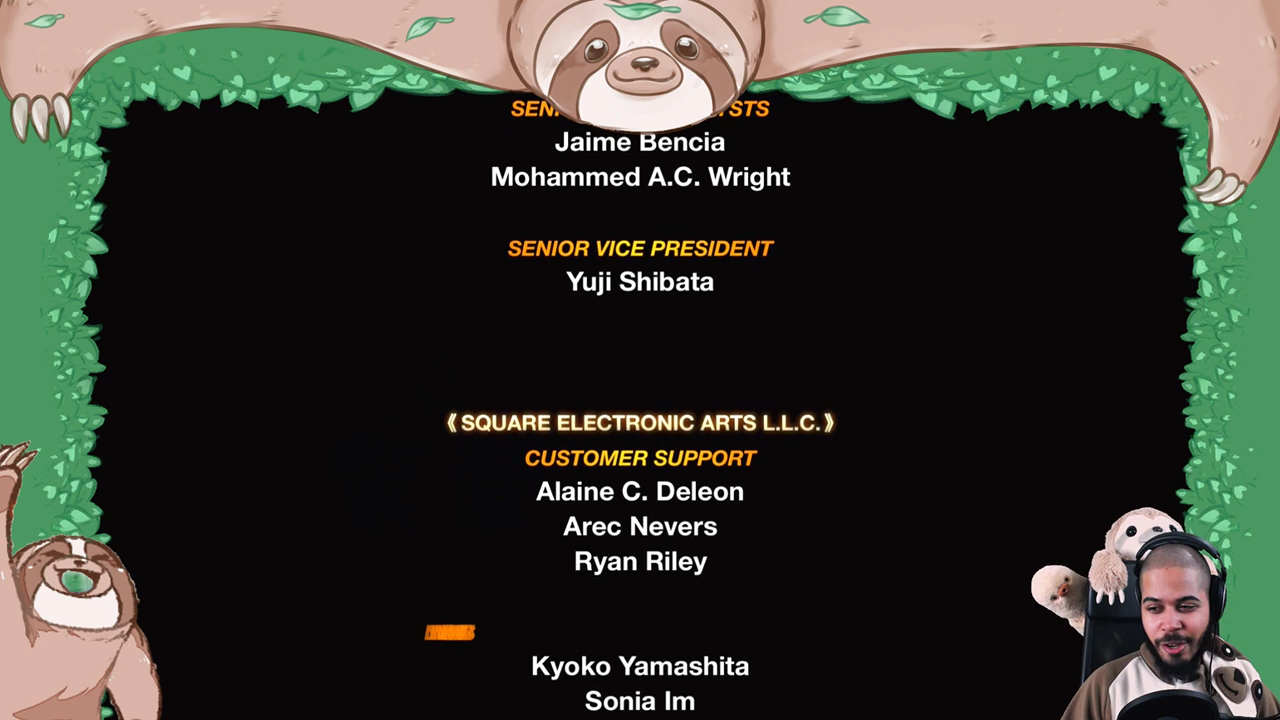 Jaime Bencia
Mohammed A.C. Wright
SENIOR VICE PRESIDENT
Yuji Shibata
《SQUARE ELECTRONIC ARTS L.L.C.》
CUSTOMER SUPPORT
Alaine C. Deleon
Arec Nevers
Ryan Riley
Kyoko Yamashita
Sonia Im